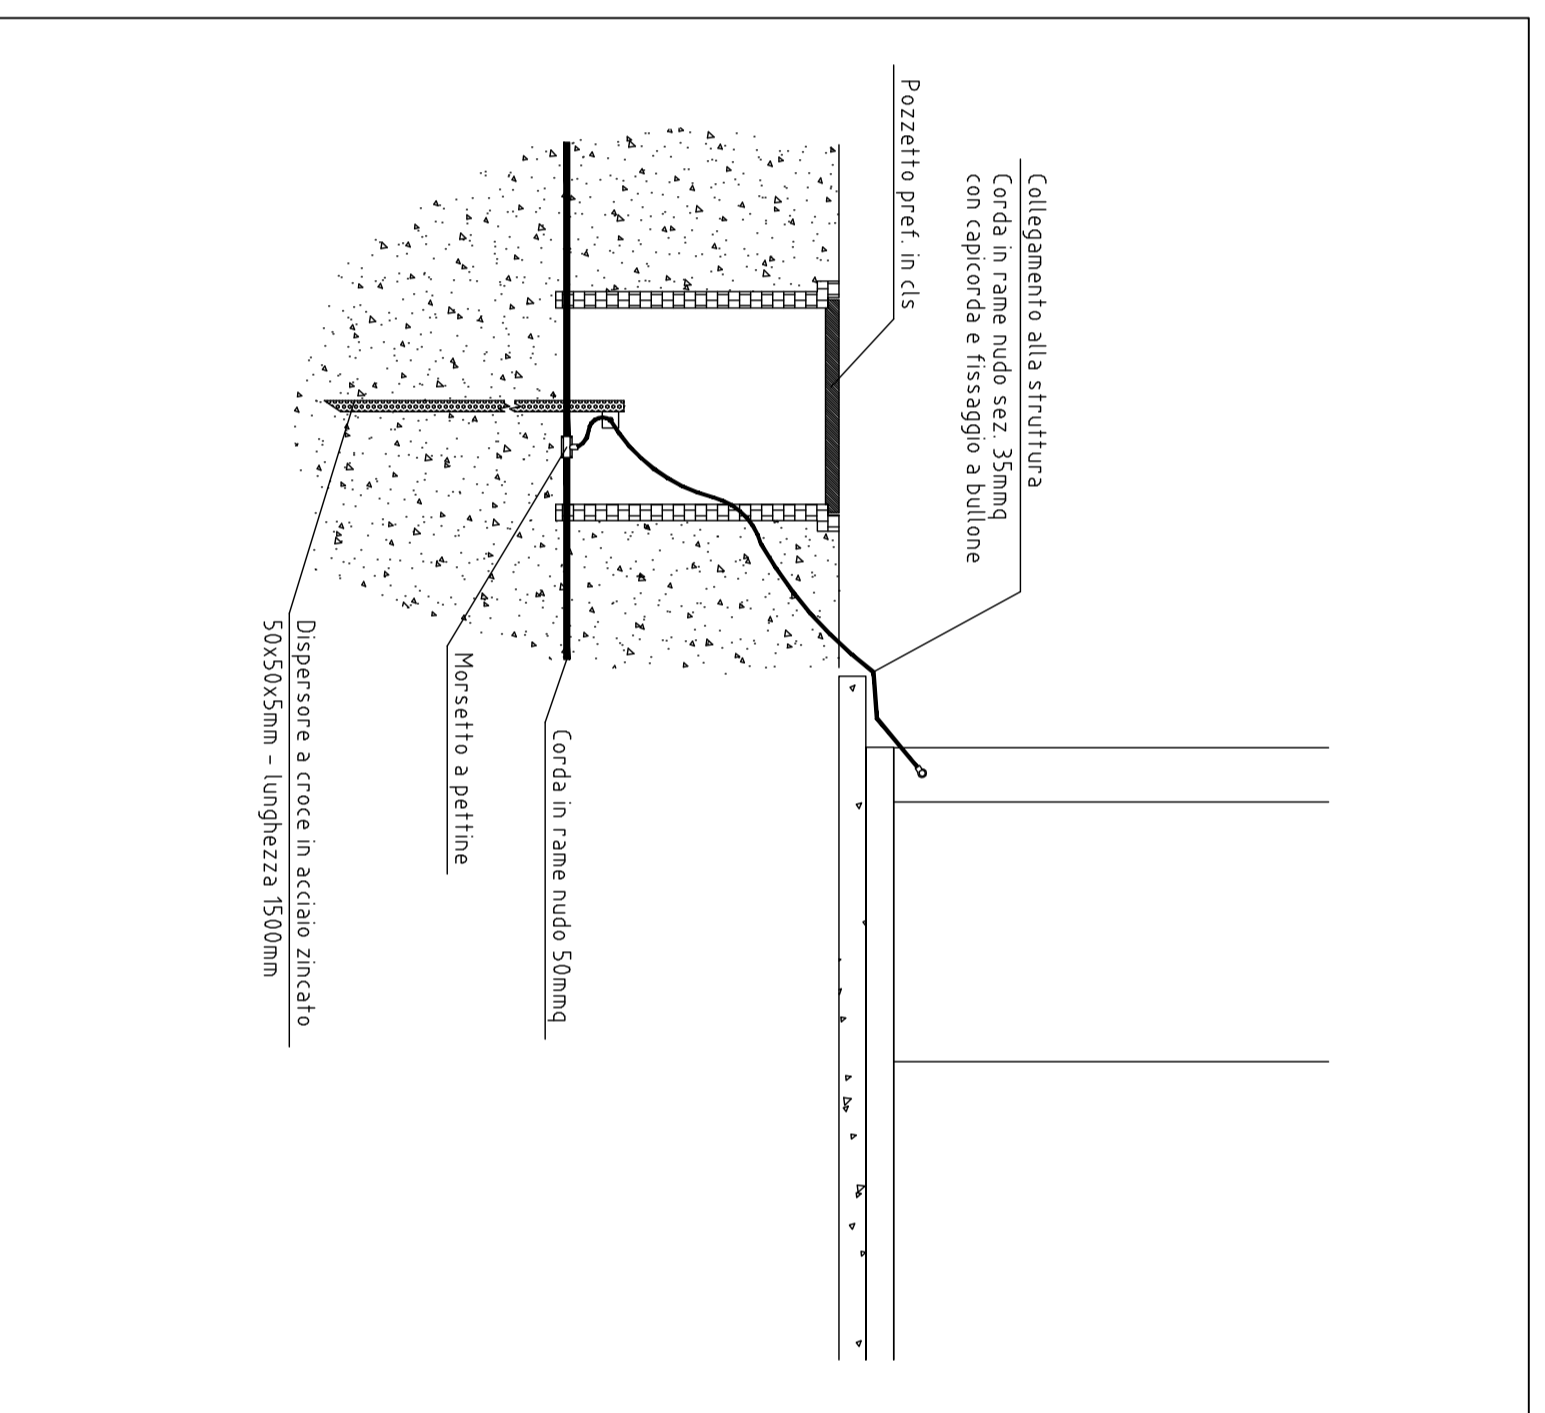 Collegamento alla struttura
Corda in rame nudo sez. 35mmq
con capicorda e fissaggio a bullone
Pozzetto pref. in cls
Corda in rame nudo 50mmq
Morsetto a pettine
Dispersore a croce in acciaio zincato
50x50x5mm - lunghezza 1500mm